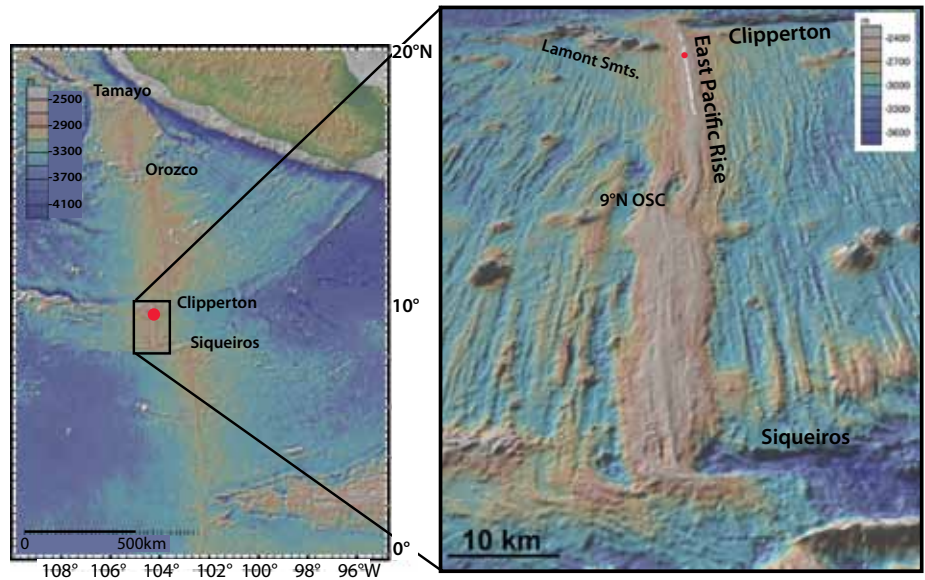 20°N
Tamayo
-2500
-2900
-3300
-3700
-4100
Orozco
Clipperton
10°
Siqueiros
0 500km
0°
108° 106° 104° 102° 100° 98° 96°W
Clipperton
Lamont Smts.
East Pacific Rise
-2400
-2700
-3000
-3300
-3600
9°N OSC
Siqueiros
10 km